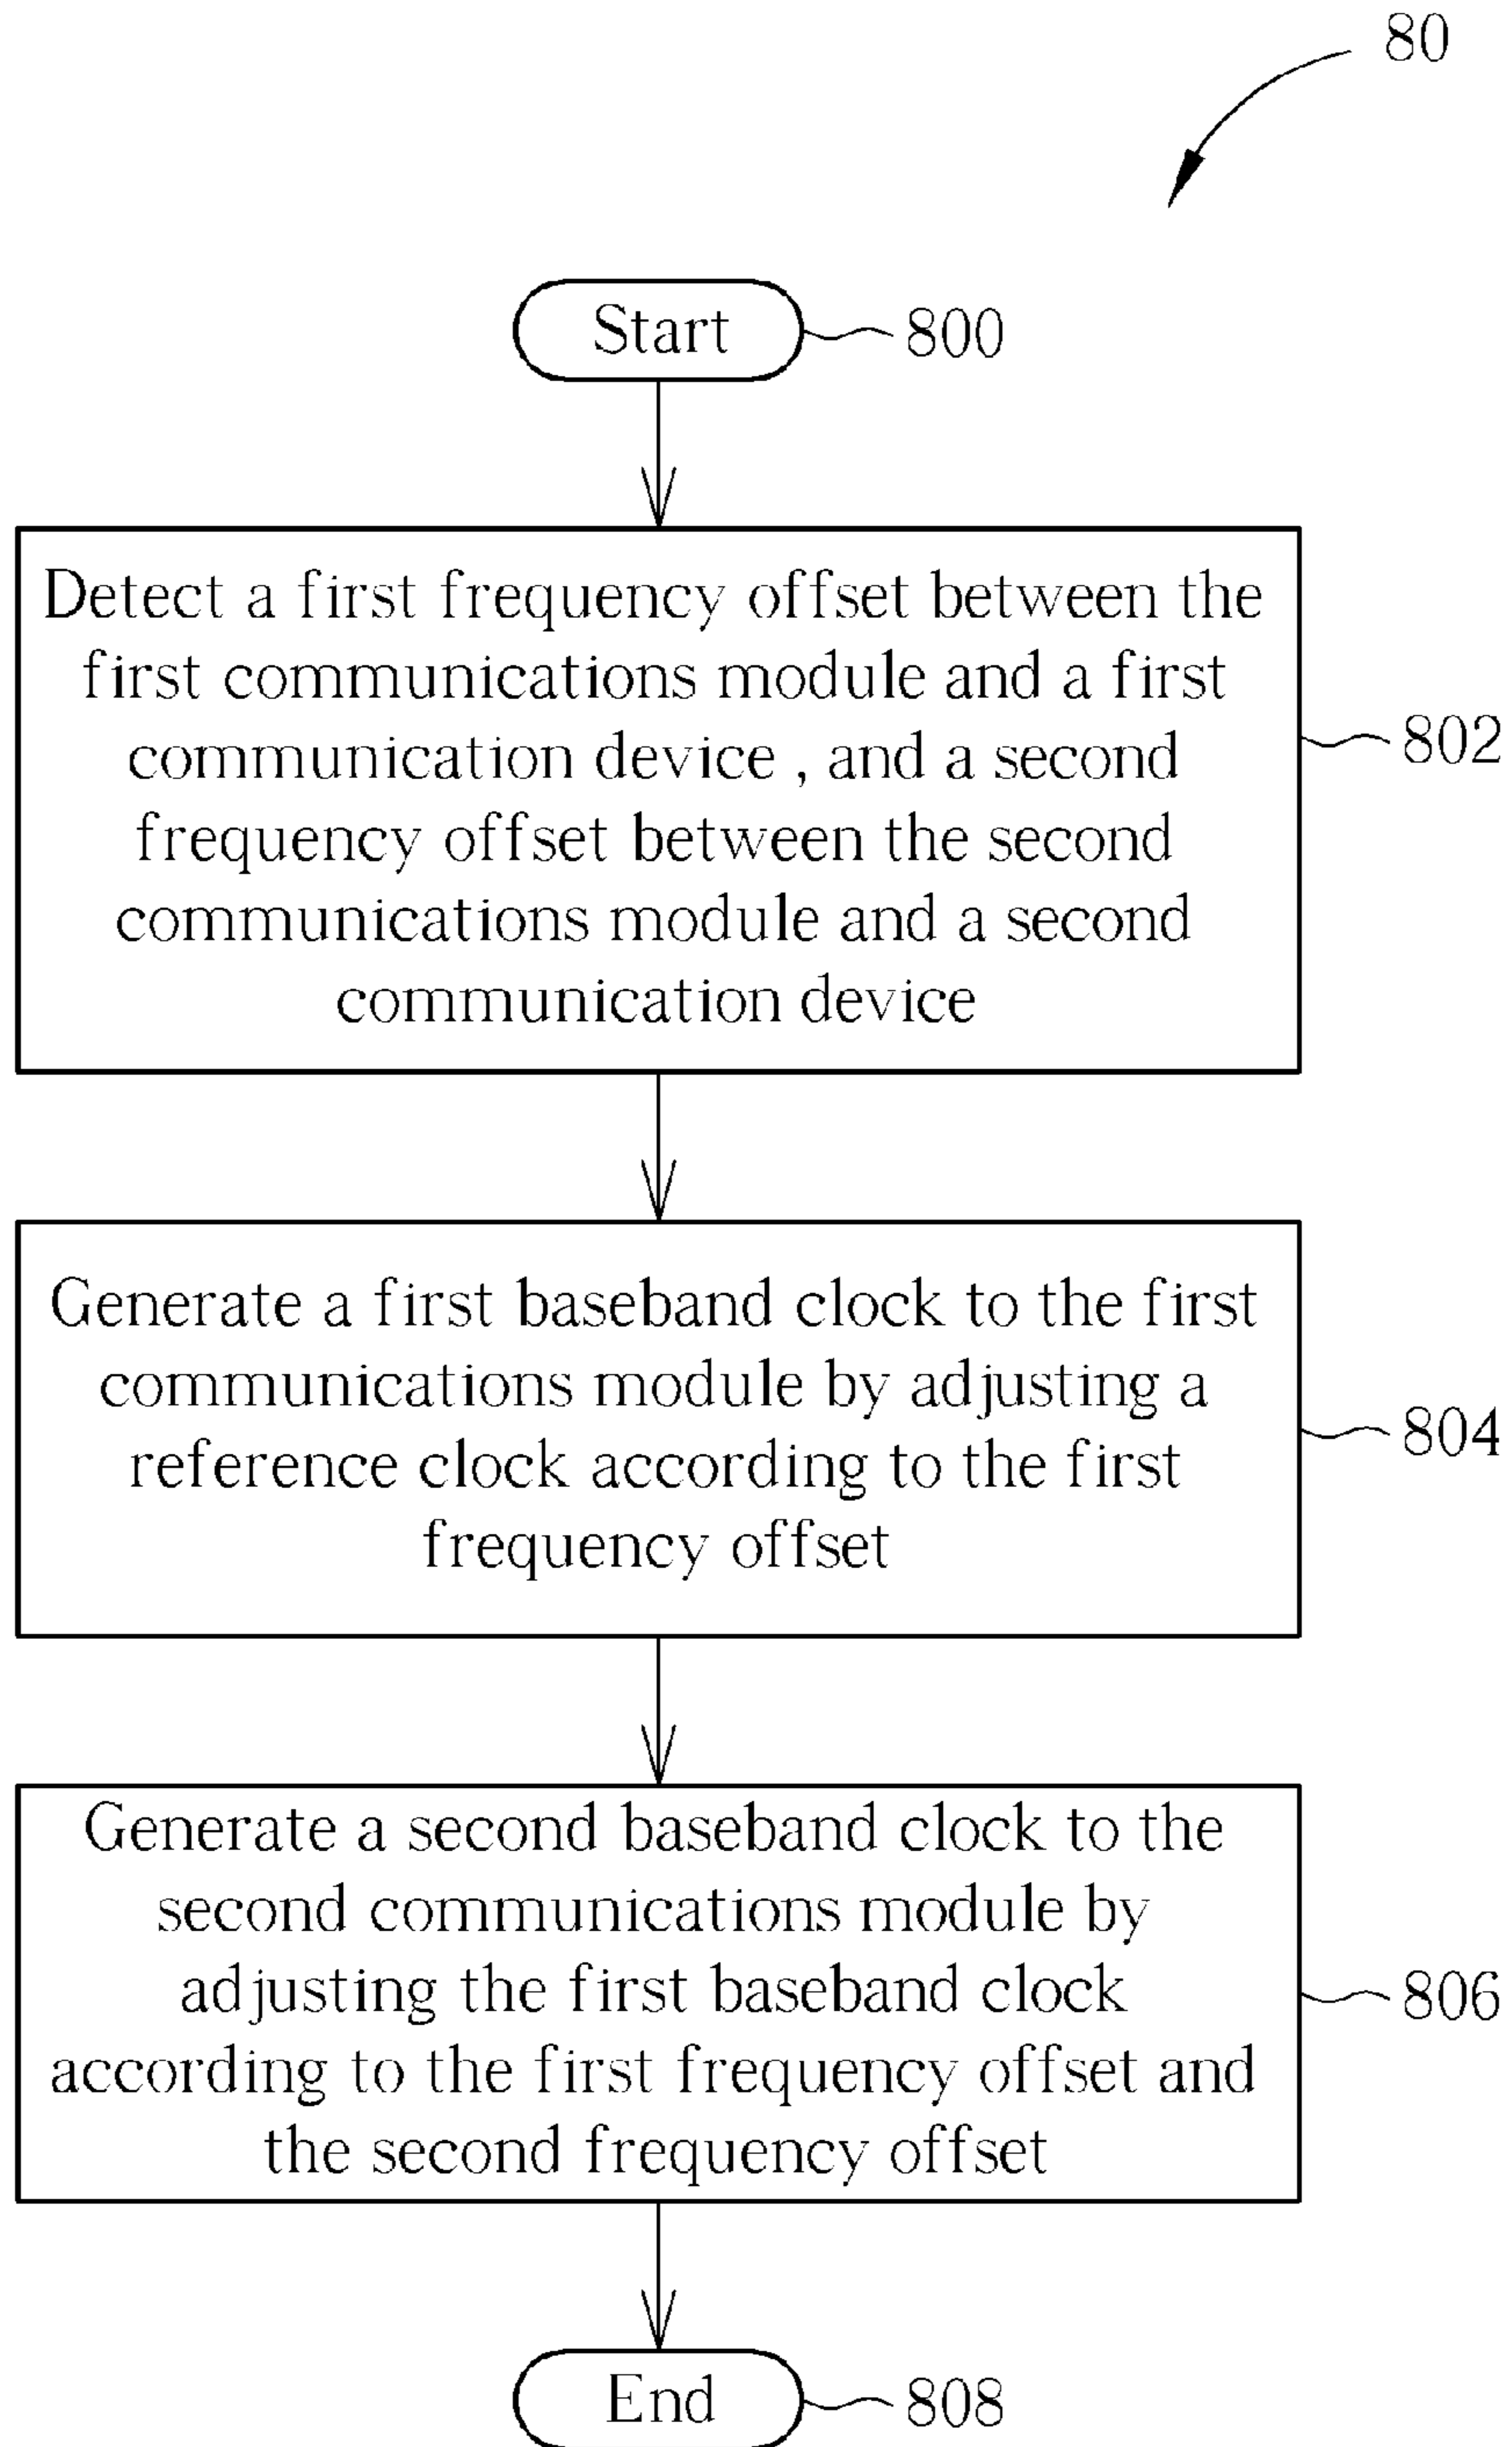 80
Start
800
Detect a first frequency offset between the
first communications module and a first
communication device , and a second
frequency offset between the second
communications module and a second
communication device
802
Generate a first baseband clock to the first
communications module by adjusting a
reference clock according to the first
frequency offset
804
Generate a second baseband clock to the
second communications module by
adjusting the first baseband clock
according to the first frequency offset and
the second frequency offset
806
End
808